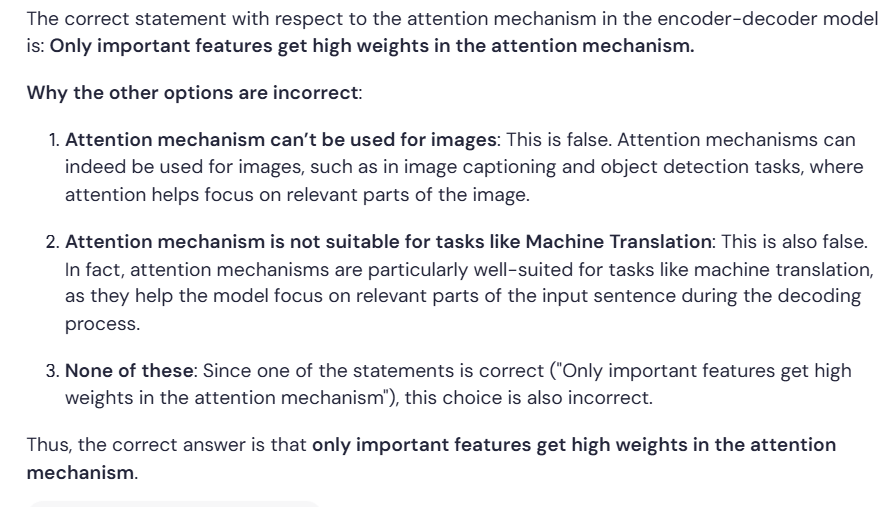 The correct statement with respect to the attention mechanism in the encoder-decoder model
is: Only important features get high weights in the attention mechanism.
Why the other options are incorrect:
1. Attention mechanism can't be used for images: This is false. Attention mechanisms can
indeed be used for images, such as in image captioning and object detection tasks, where
attention helps focus on relevant parts of the image.
2. Attention mechanism is not suitable for tasks like Machine Translation: This is also false.
In fact, attention mechanisms are particularly well-suited for tasks like machine translation,
as they help the model focus on relevant parts of the input sentence during the decoding
process.
3. None of these: Since one of the statements is correct ("Only important features get high
weights in the attention mechanism"), this choice is also incorrect.
Thus, the correct answer is that only important features get high weights in the attention
mechanism.